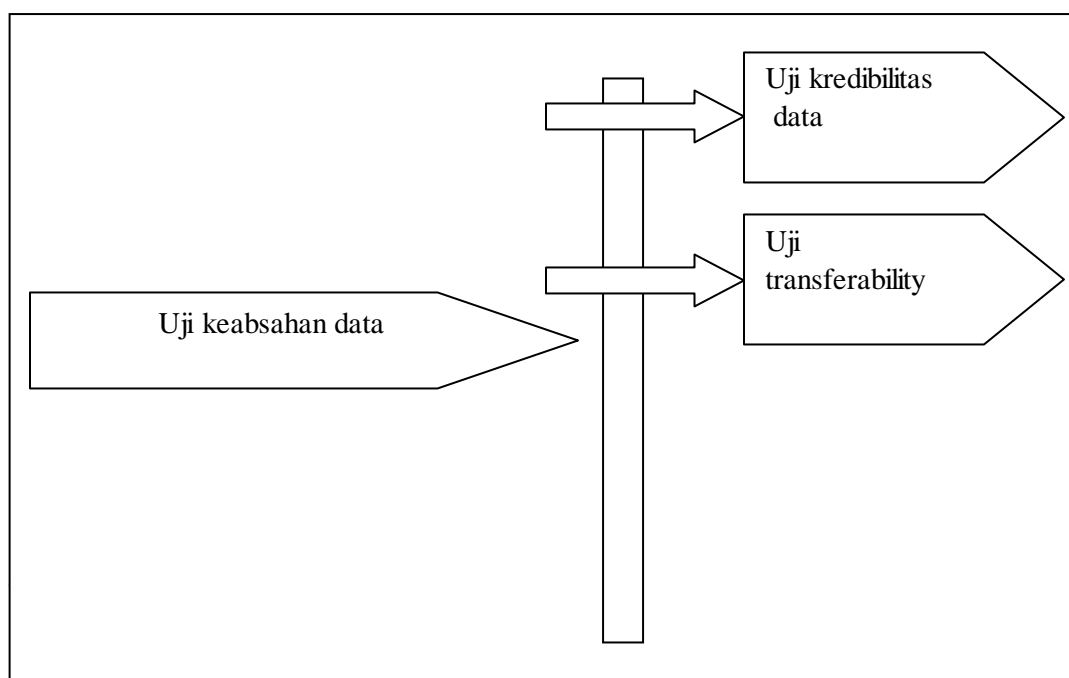 Uji kredibilitas
data
Uji
transferability
Uji keabsahan data